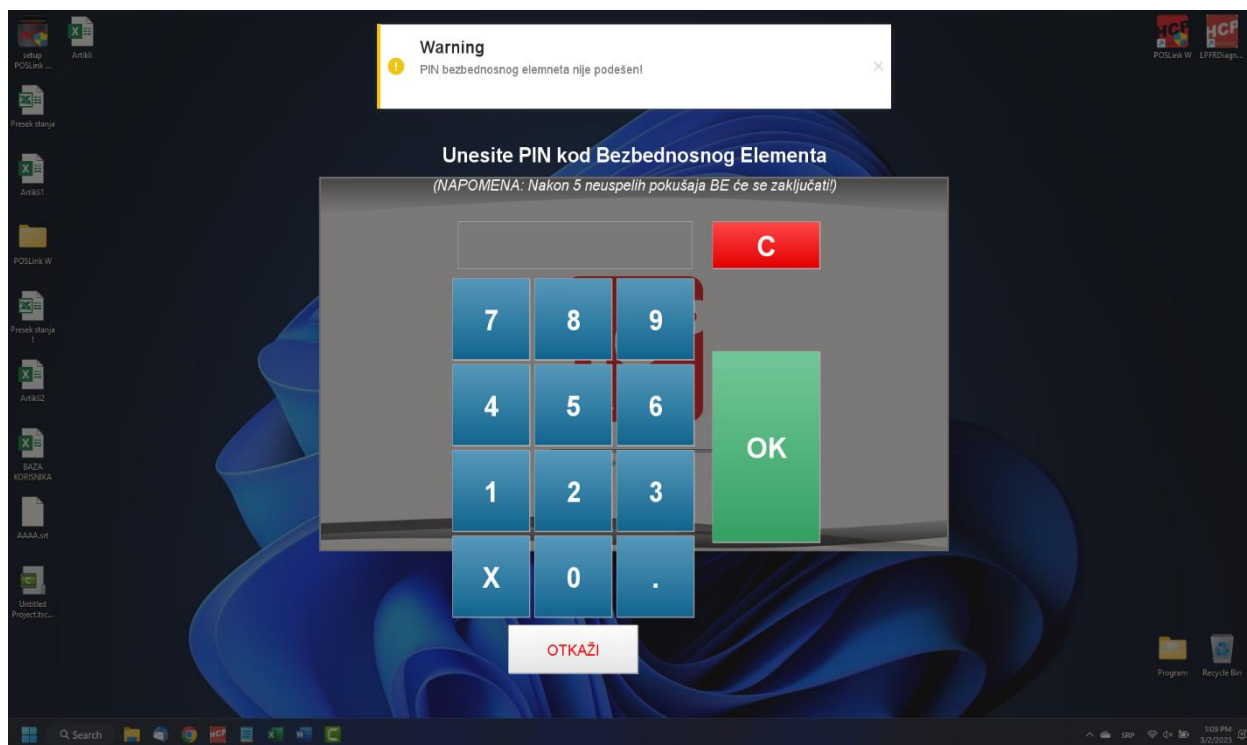 setup
POSLink ...
Artikli
Presek stanja
Artikli1
POSLink W
Presek stanja
1
Artikli2
BAZA
KORISNIKA
AAAA.srt
Untitled
Project.tsc...
Warning
PIN bezbednosnog elemneta nije podešen!
Unesite PIN kod Bezbednosnog Elementa
(NAPOMENA: Nakon 5 neuspelih pokušaja BE će se zaključati!)
C
7 8 9
4 5 6
OK
1 2 3
X 0 .
OTKAŽI
HCP
HCP
POSLink W
LPFRDiagn...
Program
Recycle Bin
Search
HCP
SRP
1:09 PM
3/2/2023